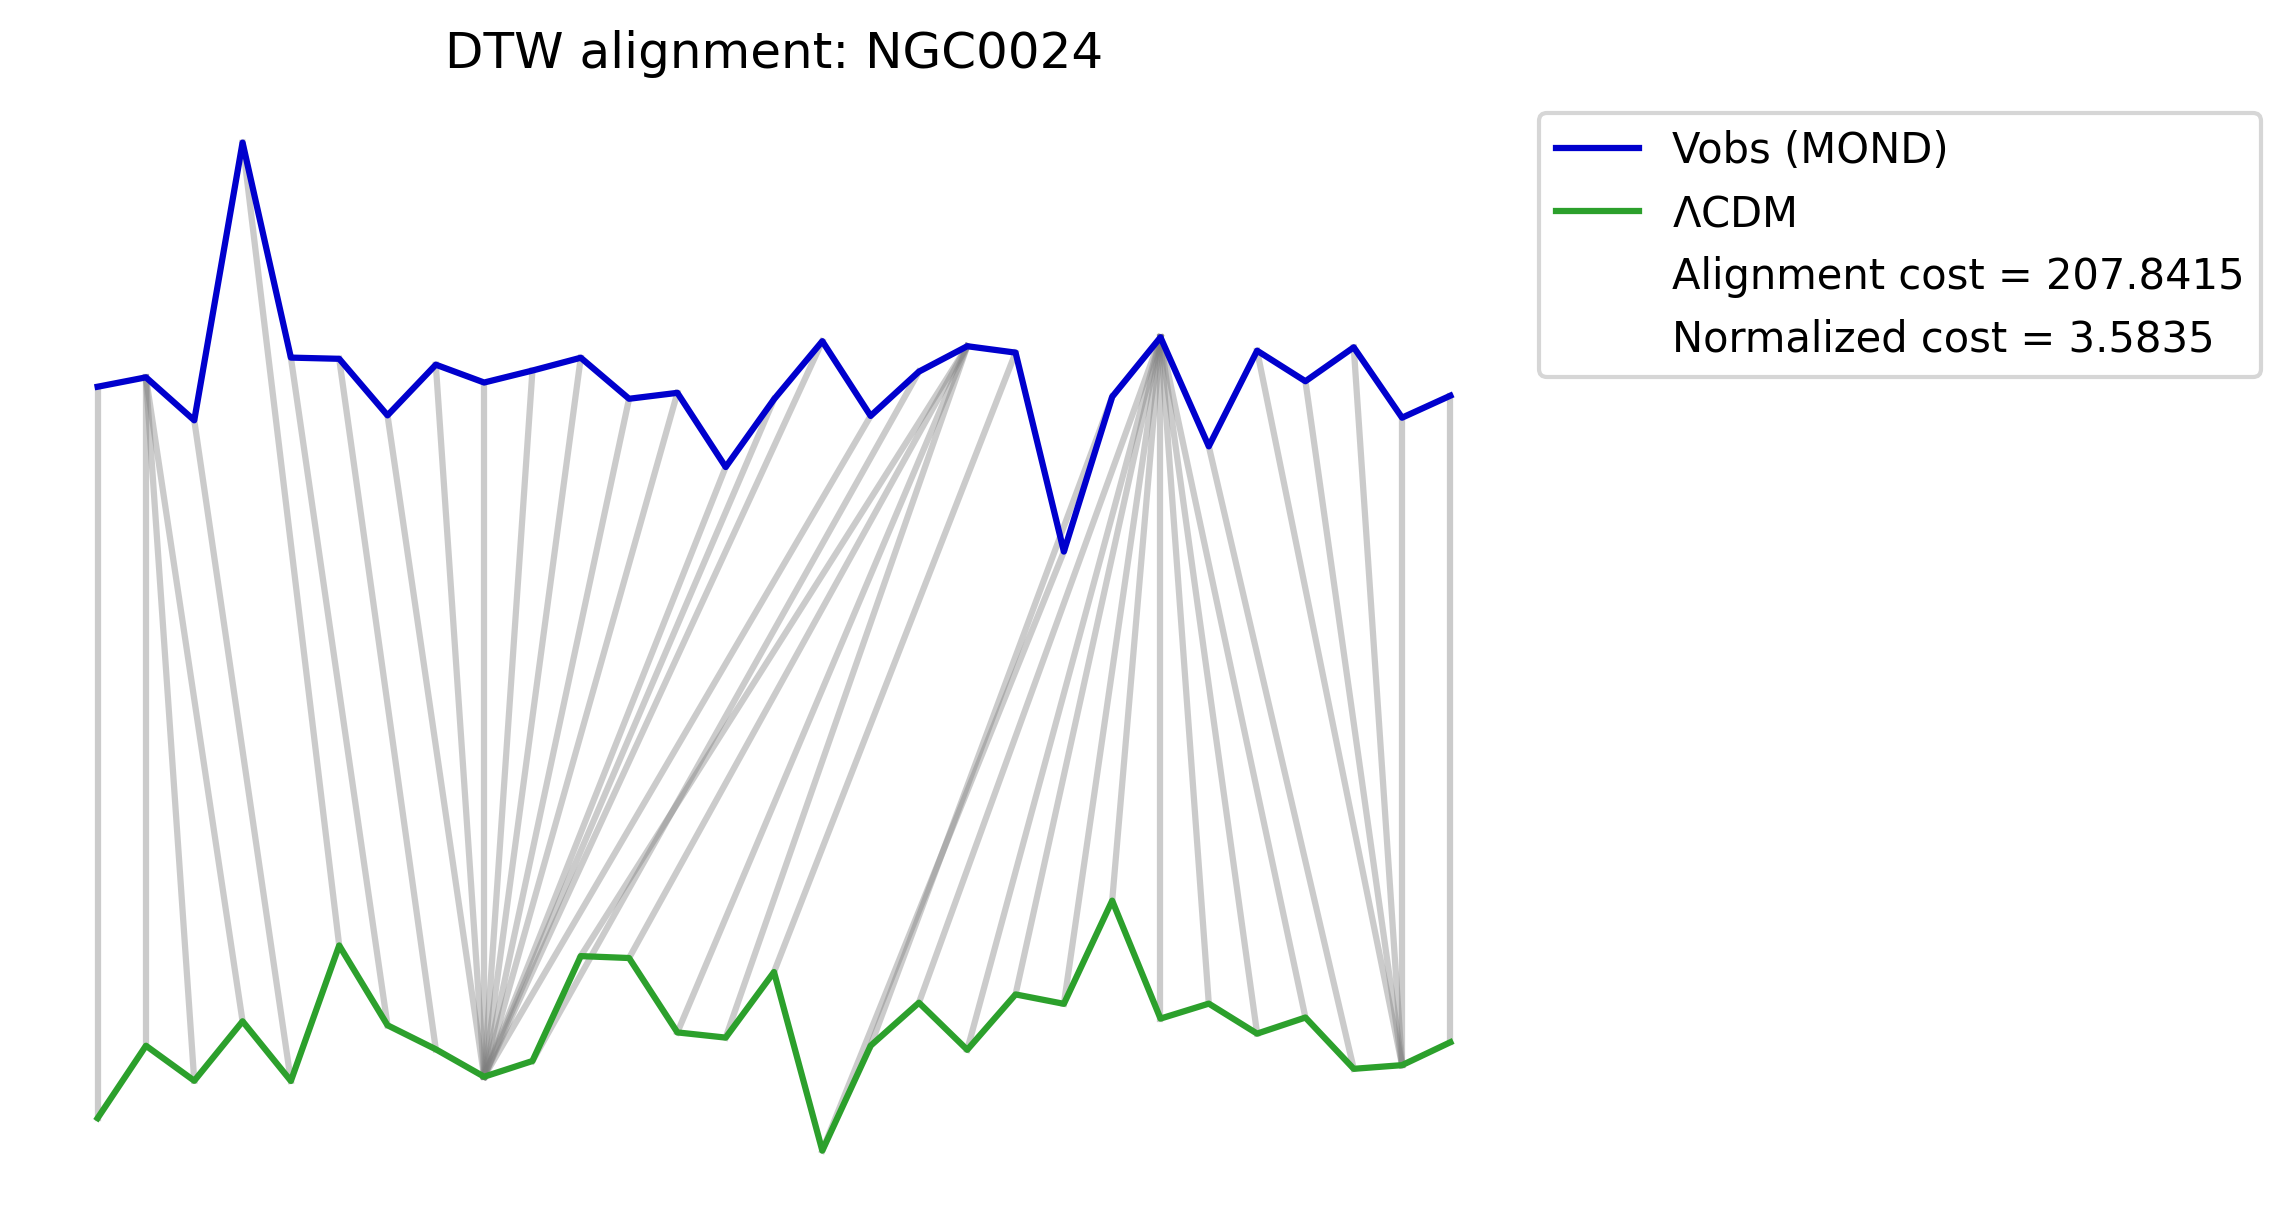 DTW alignment: NGC0024
Vobs (MOND)
ΛCDM
Alignment cost = 207.8415
Normalized cost = 3.5835